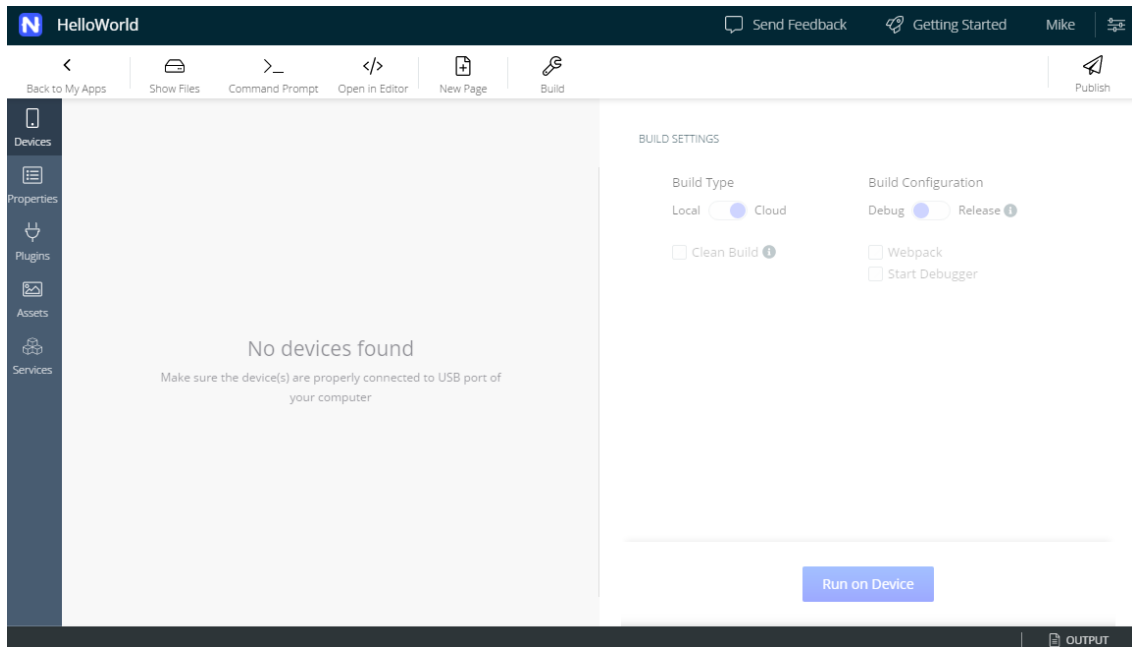 N HelloWorld
Send Feedback
Getting Started
Mike
Back to My Apps
Show Files
>_
Command Prompt
</>
Open in Editor
New Page
Build
Publish
Devices
Properties
Plugins
Assets
Services
No devices found
Make sure the device(s) are properly connected to USB port of
your computer
BUILD SETTINGS
Build Type
Local Cloud
Clean Build
Build Configuration
Debug Release
Webpack
Start Debugger
Run on Device
OUTPUT